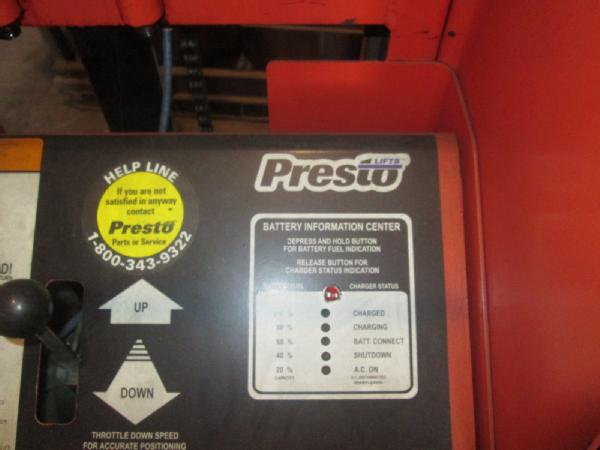 HELP LINE
If you are not
satisfied in anyway
contact
Presto
Parts or Service
1-800-343-9322
UP
DOWN
THROTTLE DOWN SPEED
FOR ACCURATE POSITIONING
Presto LIFTS
BATTERY INFORMATION CENTER
DEPRESS AND HOLD BUTTON
FOR BATTERY FUEL INDICATION
RELEASE BUTTON FOR
CHARGER STATUS INDICATION
FUEL CHARGER STATUS
% CHARGED
80 % CHARGING
60 % BATT. CONNECT
40 % SHUTDOWN
20 % A.C. ON
CAPACITY